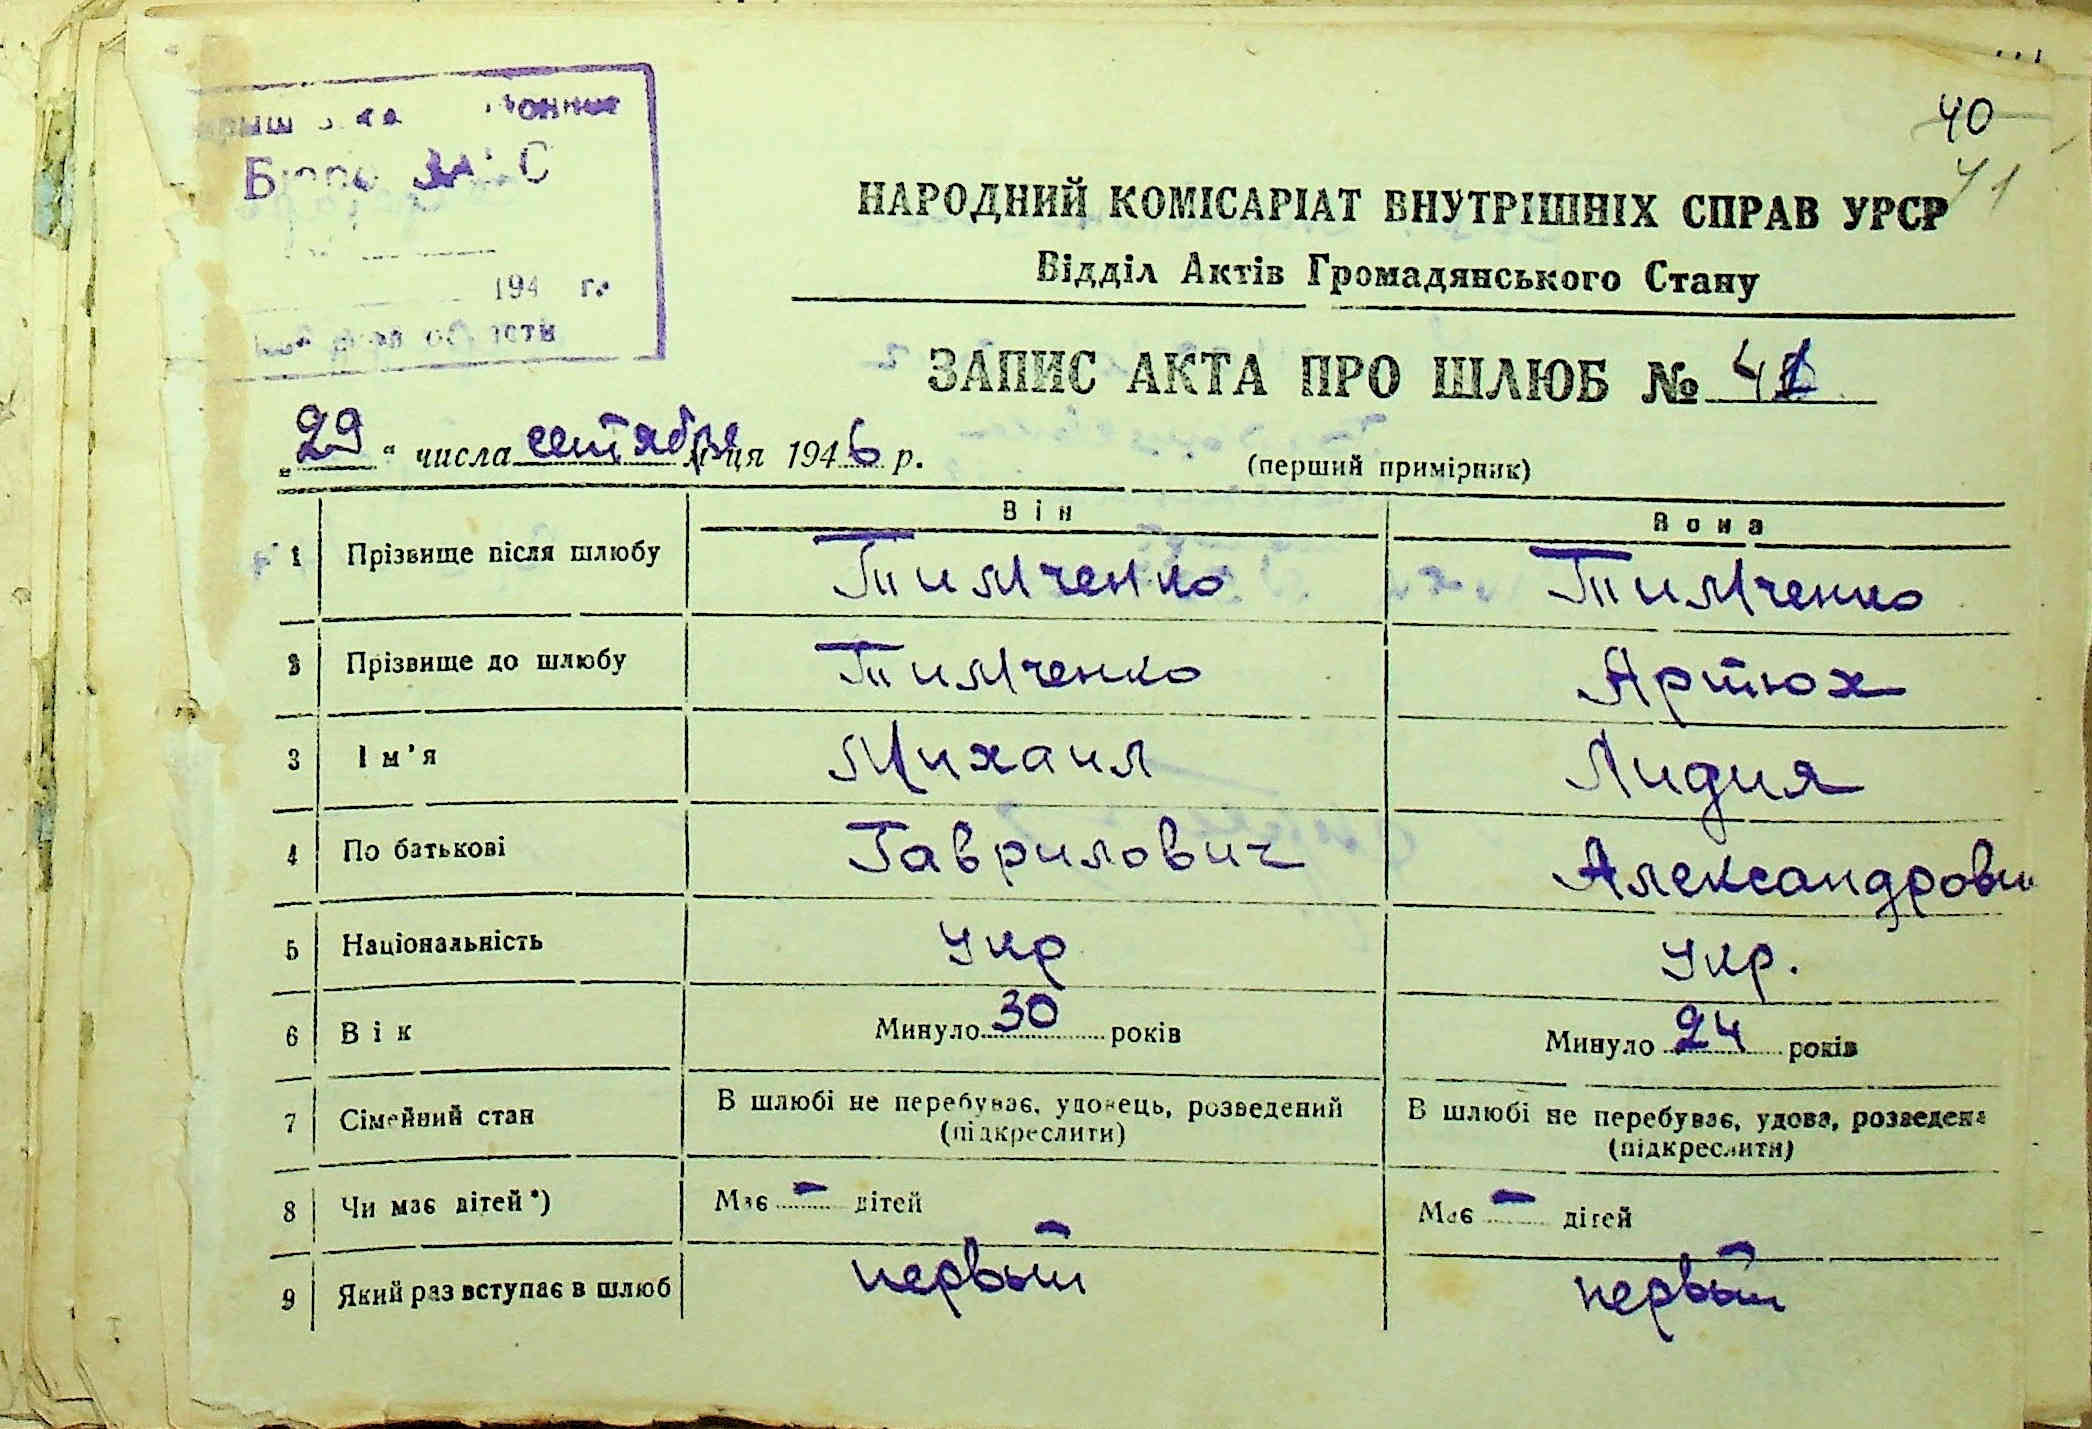 Бюро ЗАГС
194 г.
40
41
НАРОДНИЙ КОМІСАРІАТ ВНУТРІШНІХ СПРАВ УРСР
Відділ Актів Громадянського Стану
ЗАПИС АКТА ПРО ШЛЮБ № 41
„29“ числа сентября м-ця 1946 р. (перший примірник)
Він Вона
1 Прізвище після шлюбу Тимченко Тимченко
2 Прізвище до шлюбу Тимченко Артюх
3 Ім'я Михаил Лидия
4 По батькові Гаврилович Александровн
5 Національність Укр Укр.
6 Вік Минуло 30 років Минуло 24 років
7 Сімейний стан В шлюбі не перебуває, удовець, розведений В шлюбі не перебуває, удова, розведена
(підкреслити) (підкреслити)
8 Чи має дітей*) Має – дітей Має – дітей
9 Який раз вступає в шлюб первый первый